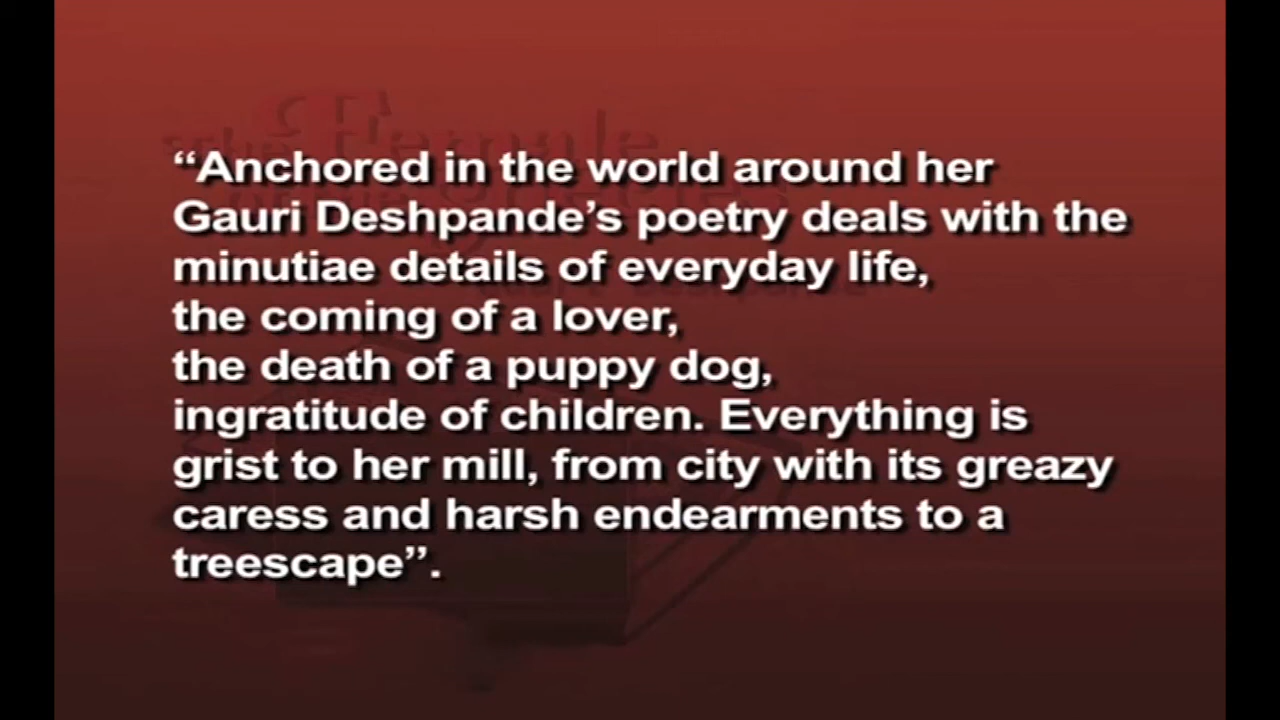 “Anchored in the world around her
Gauri Deshpande’s poetry deals with the
minutiae details of everyday life,
the coming of a lover,
the death of a puppy dog,
ingratitude of children. Everything is
grist to her mill, from city with its greazy
caress and harsh endearments to a
treescape”.